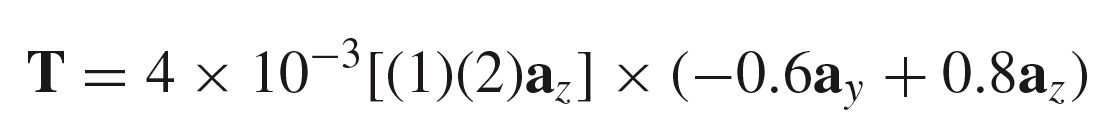 T = 4 × 10⁻³[(1)(2)a_z] × (−0.6a_y + 0.8a_z)